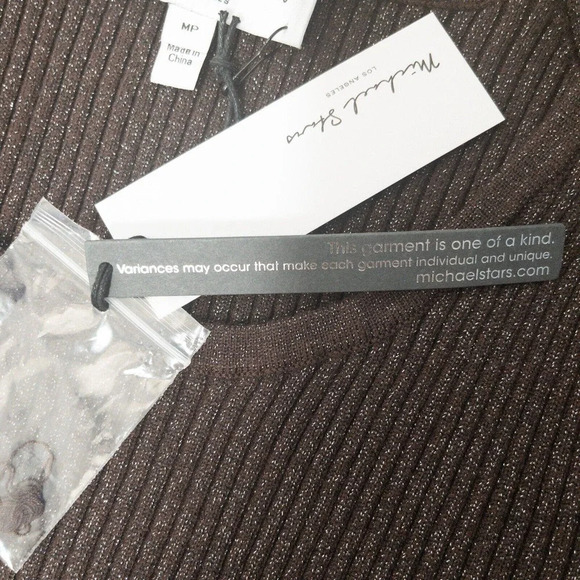 MP
Made in
China
Michael Stars
LOS ANGELES
This garment is one of a kind.
Variances may occur that make each garment individual and unique.
michaelstars.com